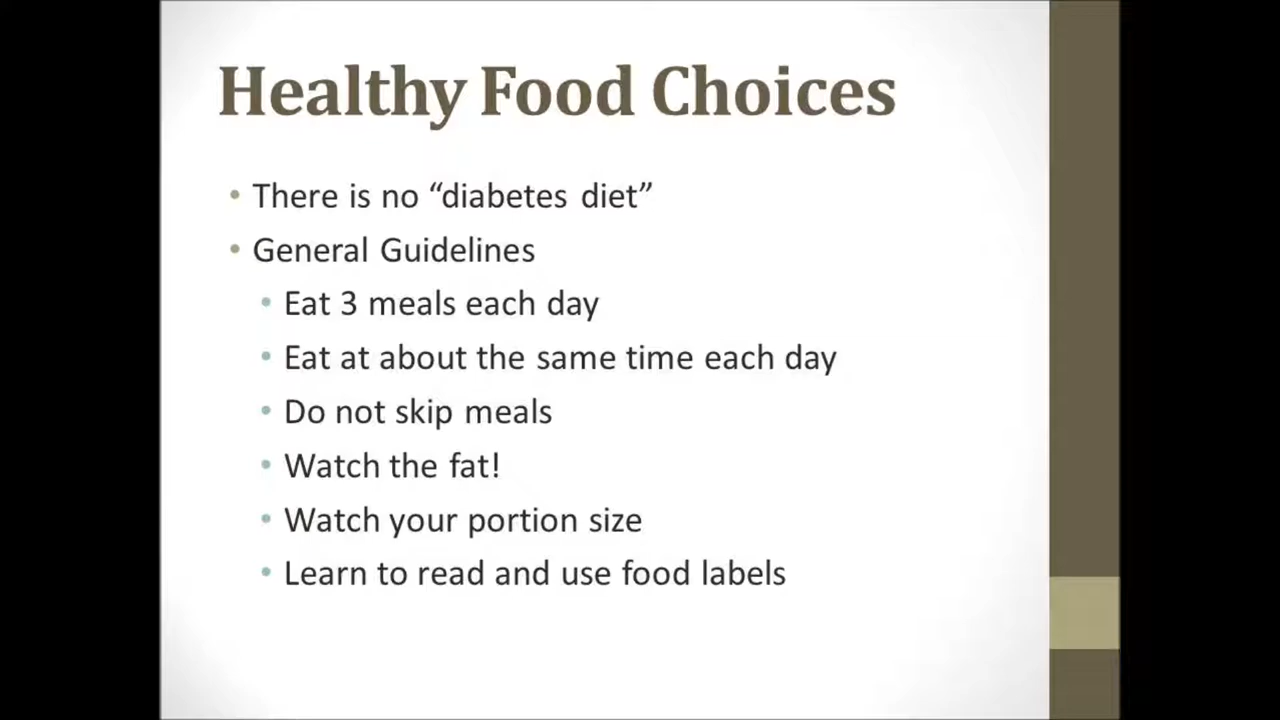 Healthy Food Choices
• There is no “diabetes diet”
• General Guidelines
• Eat 3 meals each day
• Eat at about the same time each day
• Do not skip meals
• Watch the fat!
• Watch your portion size
• Learn to read and use food labels